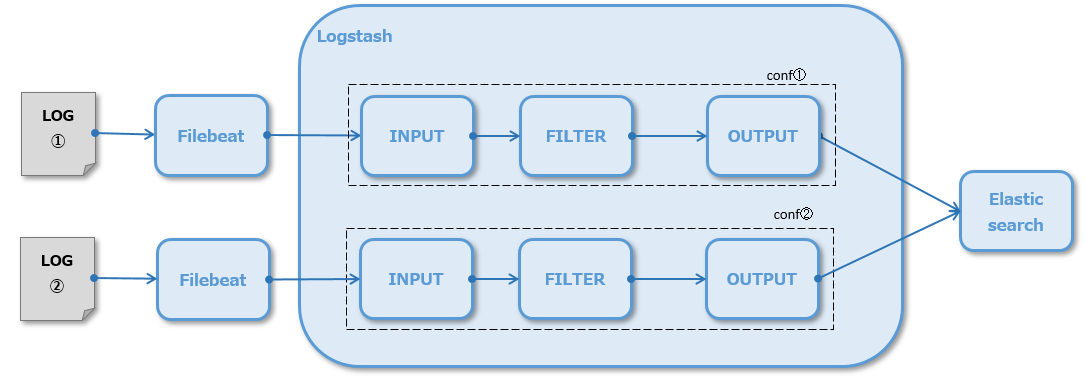 Logstash
conf①
LOG
①
Filebeat
INPUT
FILTER
OUTPUT
Elastic
search
conf②
LOG
②
Filebeat
INPUT
FILTER
OUTPUT